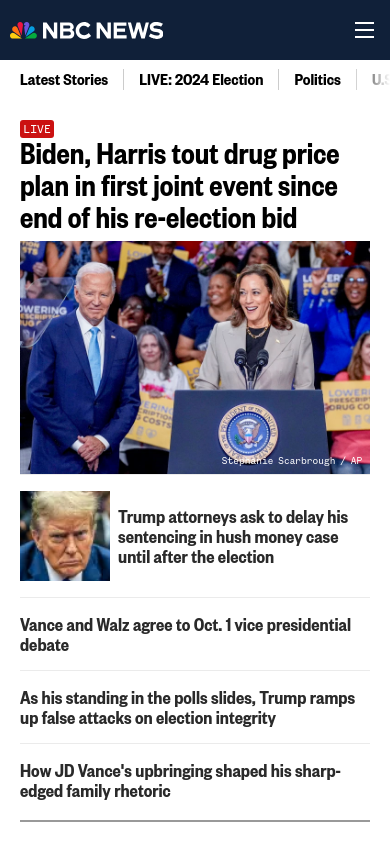 NBC NEWS
Latest Stories
LIVE: 2024 Election
Politics
LIVE
Biden, Harris tout drug price
plan in first joint event since
end of his re-election bid
LOWERING
COSTS
LOWERING
PRESCRIPTION
DRUG COSTS
LOWERING
PRESIDENT
Stephanie Scarbrough / AP
Trump attorneys ask to delay his
sentencing in hush money case
until after the election
Vance and Walz agree to Oct. 1 vice presidential
debate
As his standing in the polls slides, Trump ramps
up false attacks on election integrity
How JD Vance's upbringing shaped his sharp-
edged family rhetoric